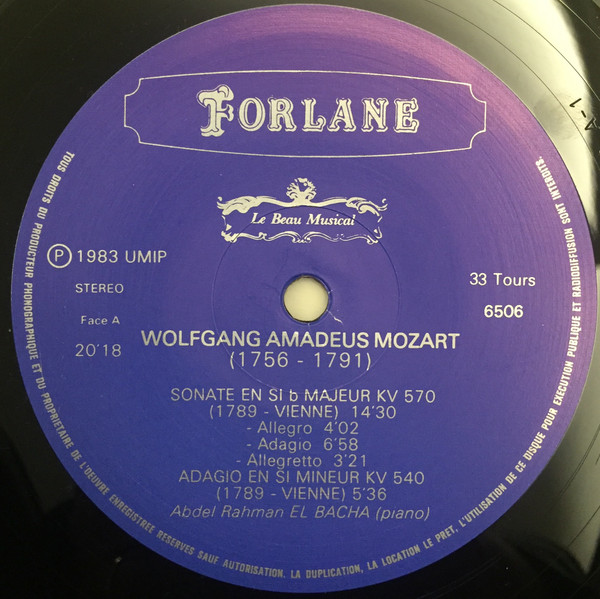 FORLANE
Le Beau Musical
℗ 1983 UMIP
STEREO
Face A
20'18
33 Tours
6506
WOLFGANG AMADEUS MOZART
(1756 - 1791)
SONATE EN SI b MAJEUR KV 570
(1789 - VIENNE) 14'30
- Allegro 4'02
- Adagio 6'58
- Allegretto 3'21
ADAGIO EN SI MINEUR KV 540
(1789 - VIENNE) 5'36
Abdel Rahman EL BACHA (piano)
TOUS DROITS DU PRODUCTEUR PHONOGRAPHIQUE ET DU PROPRIETAIRE DE L'ŒUVRE ENREGISTREE RESERVES SAUF AUTORISATION. LA DUPLICATION, LA LOCATION LE PRET, L'UTILISATION DE CE DISQUE POUR EXECUTION PUBLIQUE ET RADIODIFFUSION SONT INTERDITS.